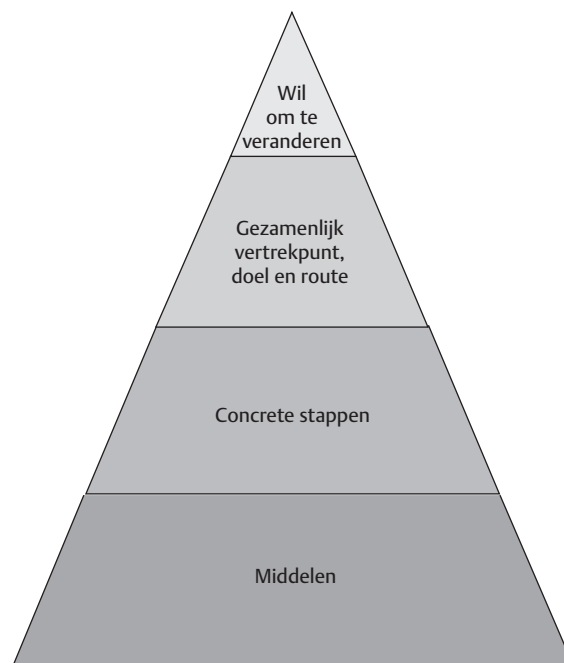 Wil
om te
veranderen
Gezamenlijk
vertrekpunt,
doel en route
Concrete stappen
Middelen